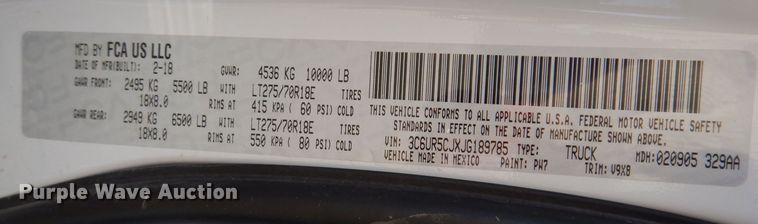 MFD BY FCA US LLC
DATE OF MFR(BUILT): 2-18 GVWR: 4536 KG 10000 LB
GAWR FRONT: 2495 KG 5500 LB WITH LT275/70R18E TIRES
18X8.0 RIMS AT 415 KPA ( 60 PSI) COLD
GAWR REAR: 2949 KG 6500 LB WITH LT275/70R18E TIRES
18X8.0 RIMS AT 550 KPA ( 80 PSI) COLD
THIS VEHICLE CONFORMS TO ALL APPLICABLE U.S.A. FEDERAL MOTOR VEHICLE SAFETY
STANDARDS IN EFFECT ON THE DATE OF MANUFACTURE SHOWN ABOVE.
VIN: 3C6UR5CJXJG189785 TYPE: TRUCK MDH: 020905 329AA
VEHICLE MADE IN MEXICO PAINT: PW7 TRIM: V9X8
Purple Wave Auction